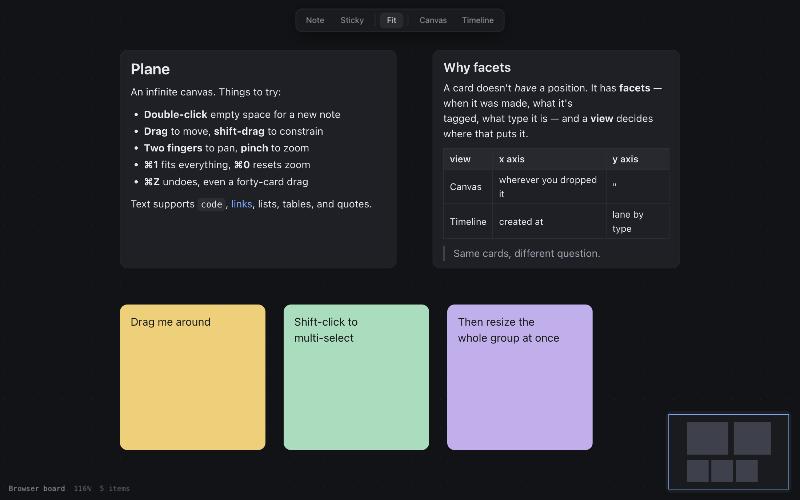 Note Sticky Fit Canvas Timeline
Plane
An infinite canvas. Things to try:
• Double-click empty space for a new note
• Drag to move, shift-drag to constrain
• Two fingers to pan, pinch to zoom
• ⌘1 fits everything, ⌘0 resets zoom
• ⌘Z undoes, even a forty-card drag
Text supports code, links, lists, tables, and quotes.
Why facets
A card doesn't have a position. It has facets —
when it was made, what it's
tagged, what type it is — and a view decides
where that puts it.
view x axis y axis
Canvas wherever you dropped it "
Timeline created at lane by type
Same cards, different question.
Drag me around
Shift-click to
multi-select
Then resize the
whole group at once
Browser board 116% 5 items